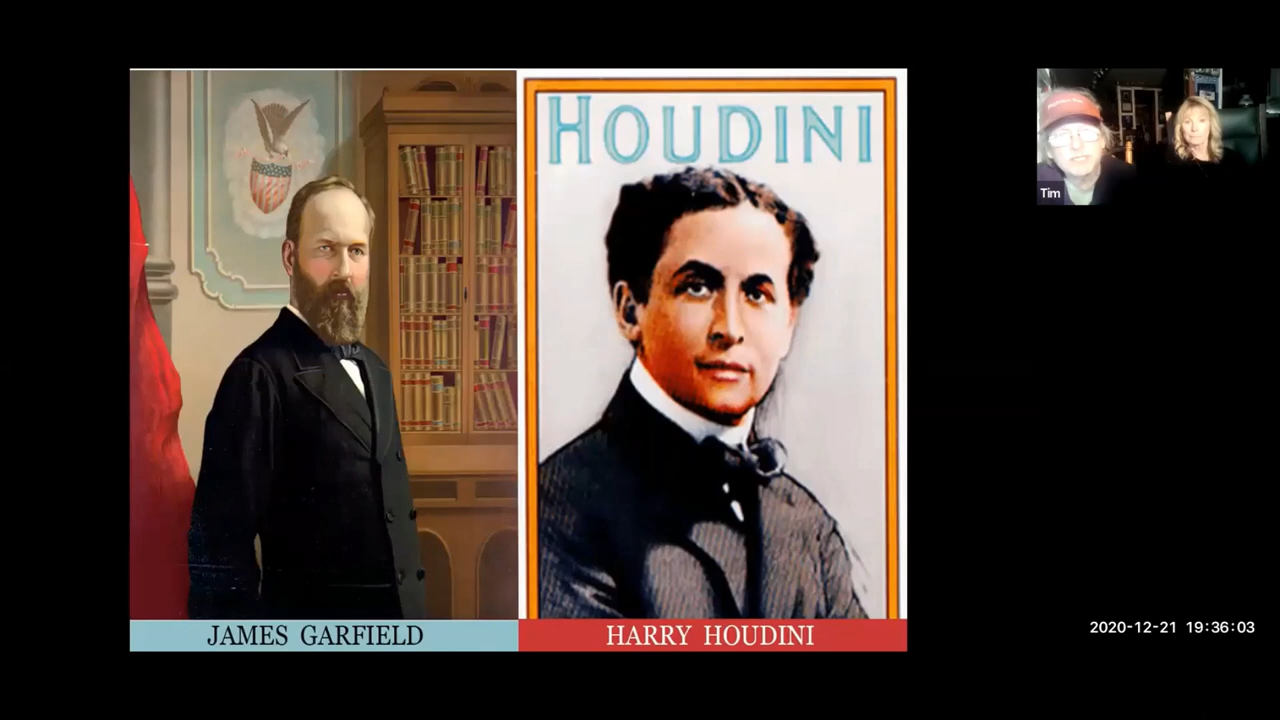 HOUDINI
JAMES GARFIELD
HARRY HOUDINI
Tim
2020-12-21 19:36:03